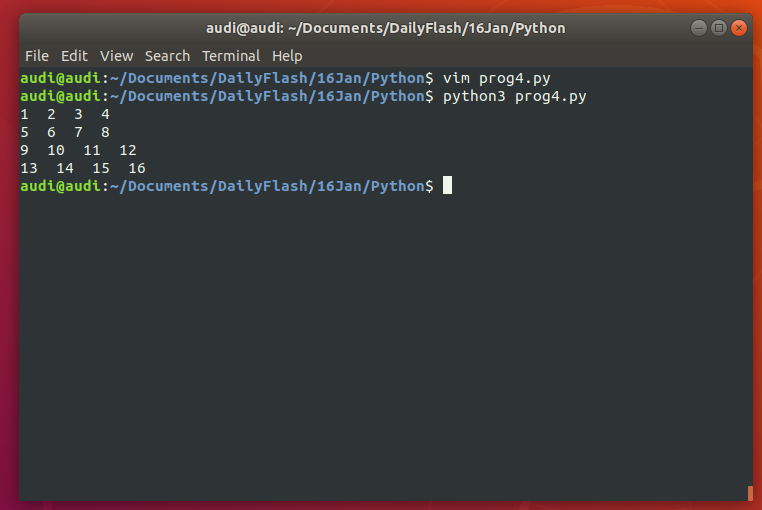 audi@audi: ~/Documents/DailyFlash/16Jan/Python
File Edit View Search Terminal Help
audi@audi:~/Documents/DailyFlash/16Jan/Python$ vim prog4.py
audi@audi:~/Documents/DailyFlash/16Jan/Python$ python3 prog4.py
1  2  3  4
5  6  7  8
9  10  11  12
13  14  15  16
audi@audi:~/Documents/DailyFlash/16Jan/Python$